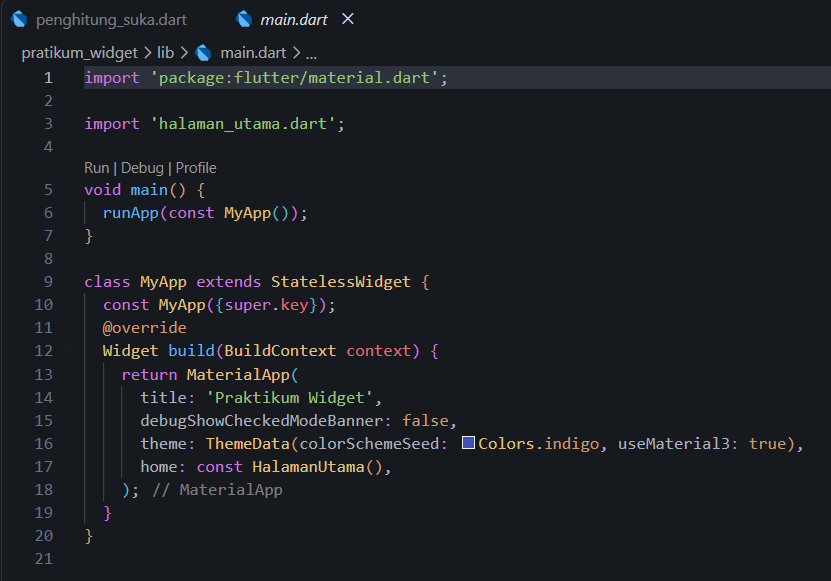 penghitung_suka.dart
main.dart
pratikum_widget > lib > main.dart > ...
1 import 'package:flutter/material.dart';
2
3 import 'halaman_utama.dart';
4
Run | Debug | Profile
5 void main() {
6   runApp(const MyApp());
7 }
8
9 class MyApp extends StatelessWidget {
10   const MyApp({super.key});
11   @override
12   Widget build(BuildContext context) {
13     return MaterialApp(
14       title: 'Praktikum Widget',
15       debugShowCheckedModeBanner: false,
16       theme: ThemeData(colorSchemeSeed: Colors.indigo, useMaterial3: true),
17       home: const HalamanUtama(),
18     ); // MaterialApp
19   }
20 }
21